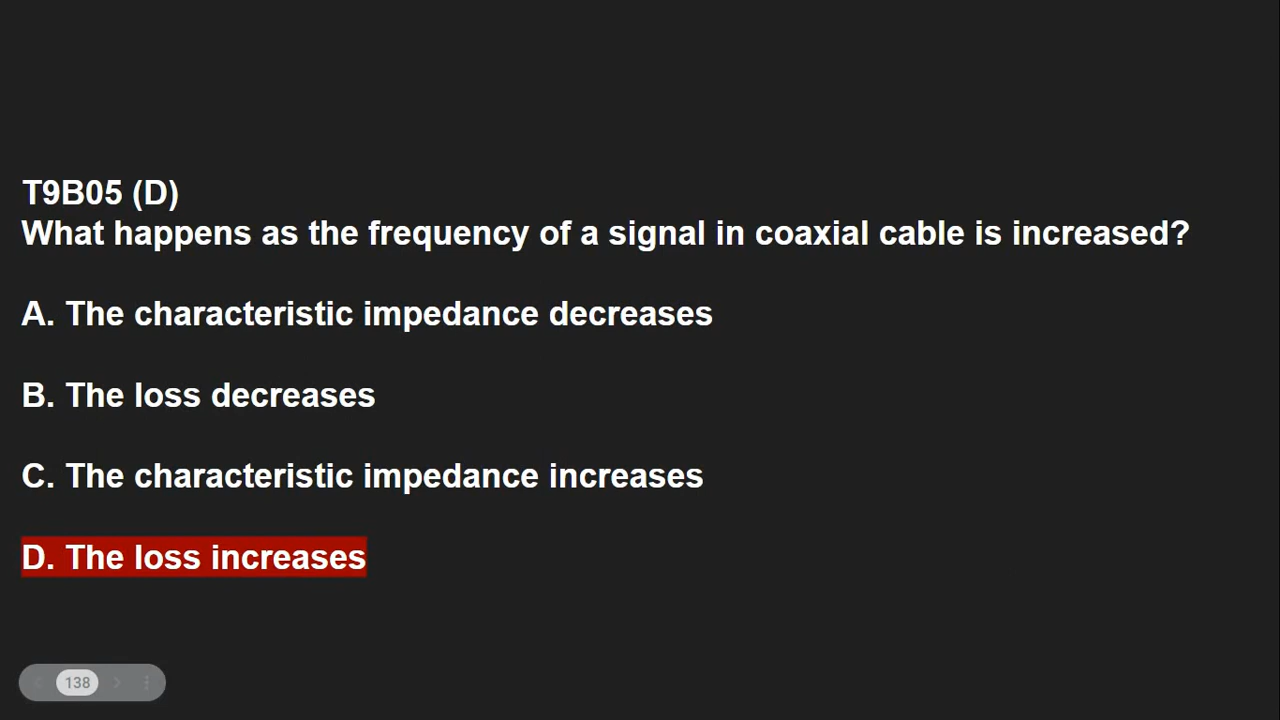 T9B05 (D)
What happens as the frequency of a signal in coaxial cable is increased?
A. The characteristic impedance decreases
B. The loss decreases
C. The characteristic impedance increases
D. The loss increases
138